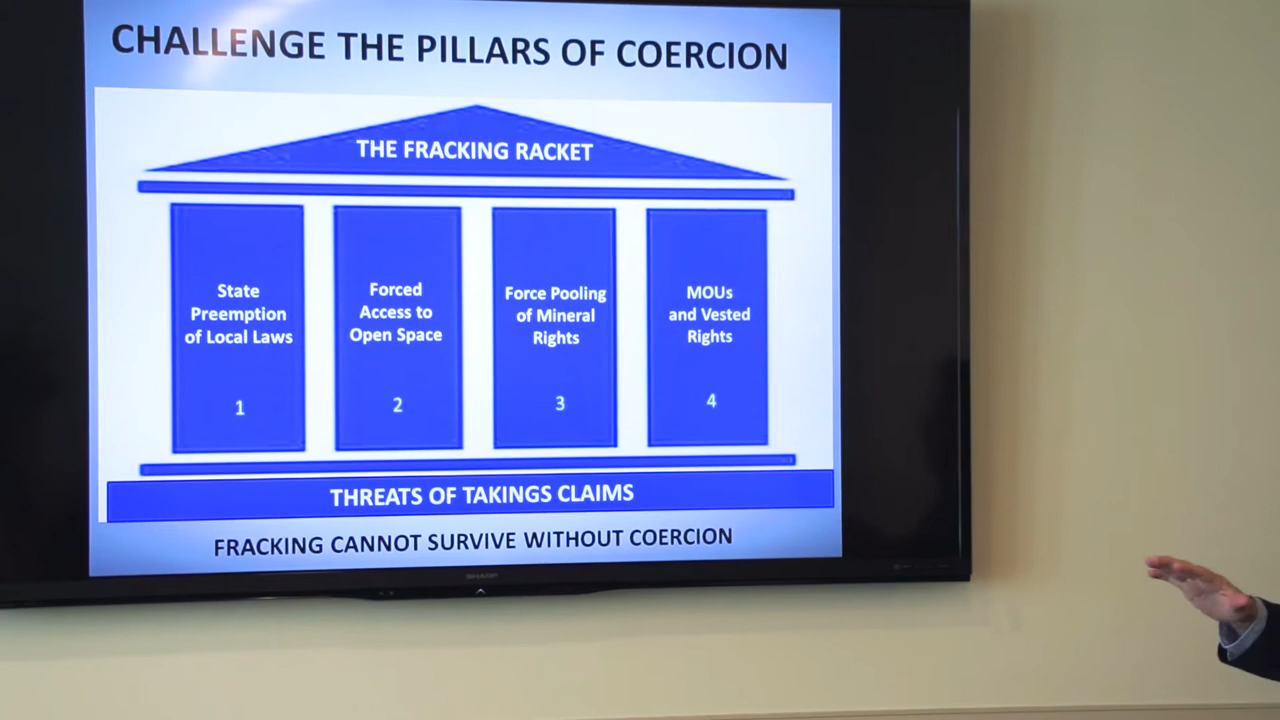 CHALLENGE THE PILLARS OF COERCION
THE FRACKING RACKET
State
Preemption
of Local Laws
1
Forced
Access to
Open Space
2
Force Pooling
of Mineral
Rights
3
MOUs
and Vested
Rights
4
THREATS OF TAKINGS CLAIMS
FRACKING CANNOT SURVIVE WITHOUT COERCION
SHARP